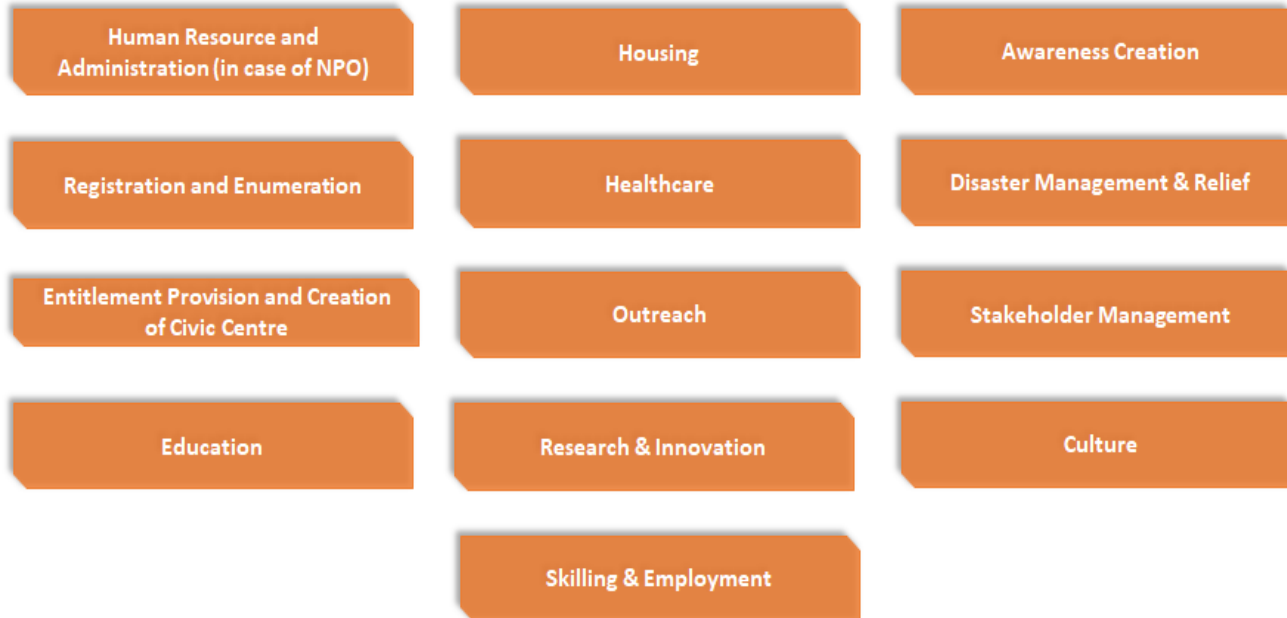 Human Resource and
Administration (in case of NPO)
Housing
Awareness Creation
Registration and Enumeration
Healthcare
Disaster Management & Relief
Entitlement Provision and Creation
of Civic Centre
Outreach
Stakeholder Management
Education
Research & Innovation
Culture
Skilling & Employment